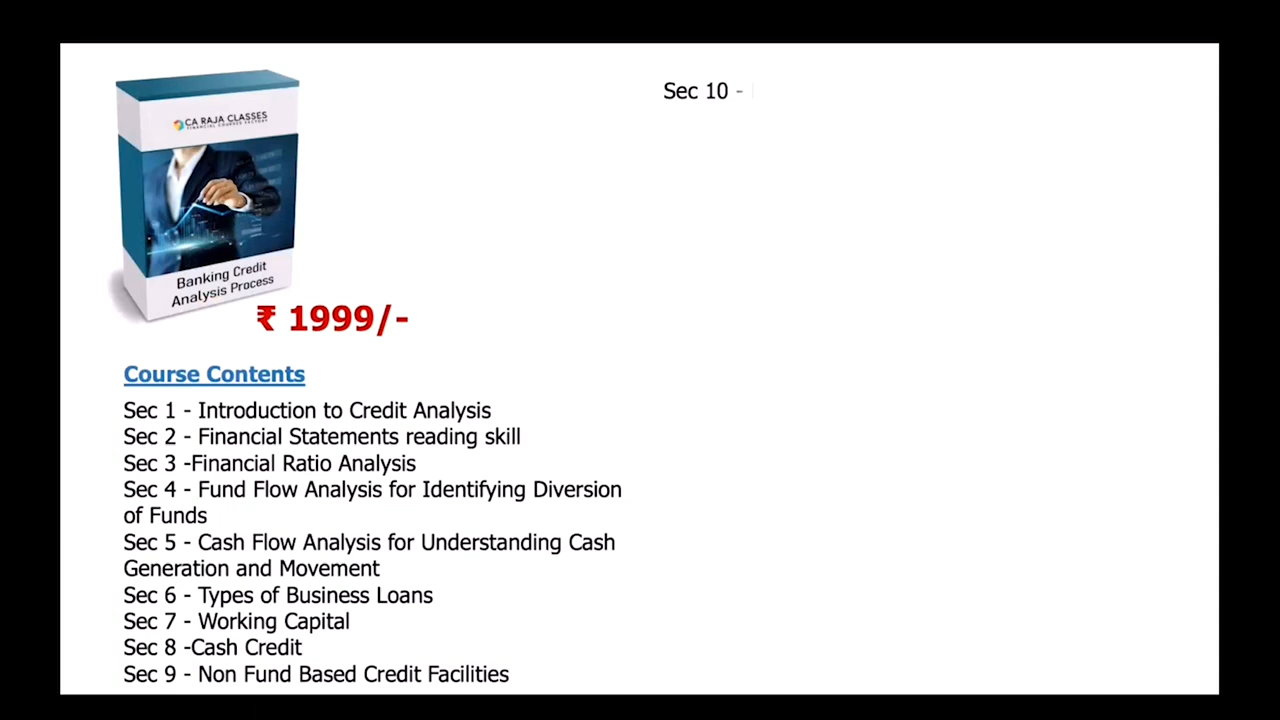 CA RAJA CLASSES
FINANCIAL COURSES FACTORY
Banking Credit
Analysis Process
₹ 1999/-
Course Contents
Sec 1 - Introduction to Credit Analysis
Sec 2 - Financial Statements reading skill
Sec 3 -Financial Ratio Analysis
Sec 4 - Fund Flow Analysis for Identifying Diversion
of Funds
Sec 5 - Cash Flow Analysis for Understanding Cash
Generation and Movement
Sec 6 - Types of Business Loans
Sec 7 - Working Capital
Sec 8 -Cash Credit
Sec 9 - Non Fund Based Credit Facilities
Sec 10 -